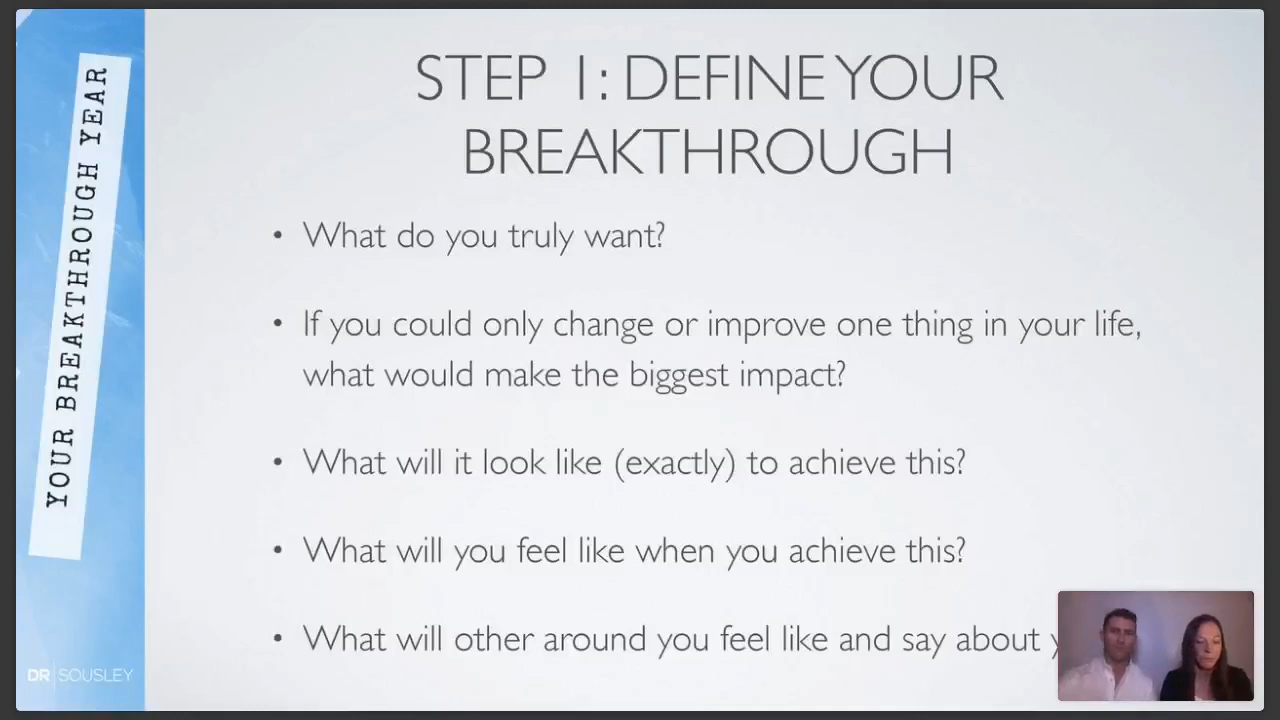 YOUR BREAKTHROUGH YEAR
STEP 1: DEFINE YOUR
BREAKTHROUGH
• What do you truly want?
• If you could only change or improve one thing in your life,
what would make the biggest impact?
• What will it look like (exactly) to achieve this?
• What will you feel like when you achieve this?
• What will other around you feel like and say about
DR SOUSLEY